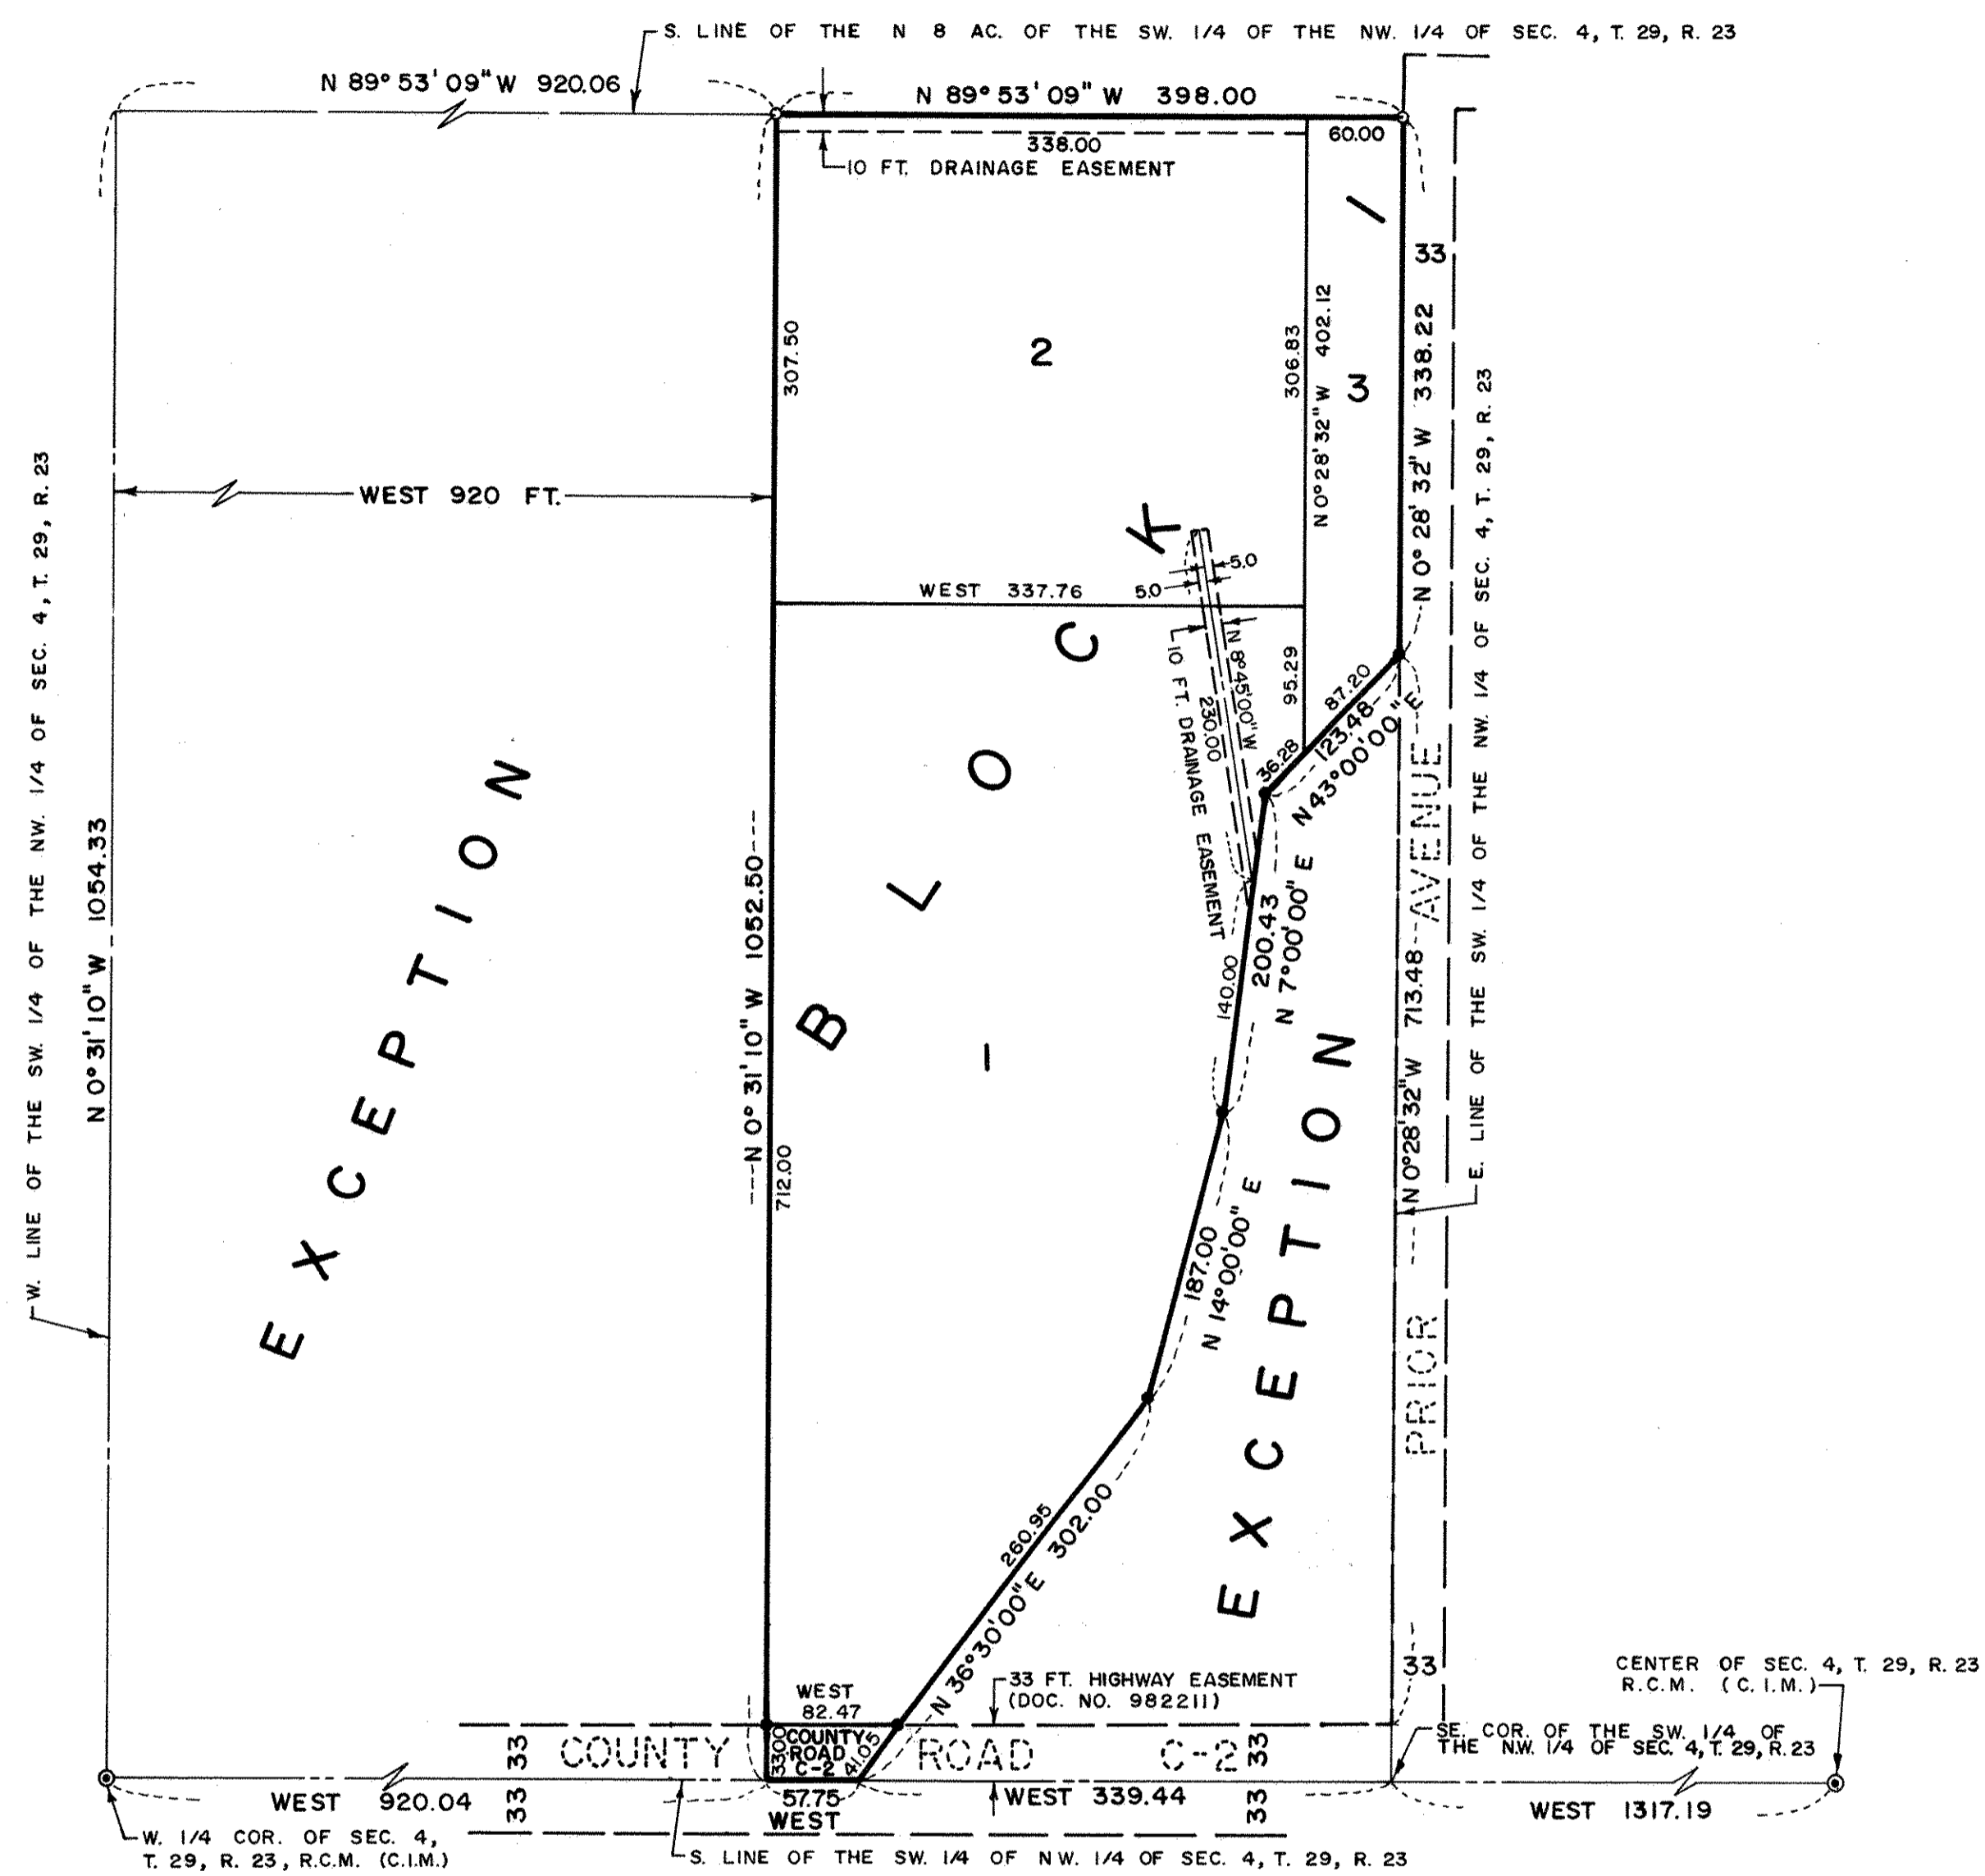 S. LINE OF THE N 8 AC. OF THE SW. 1/4 OF THE NW. 1/4 OF SEC. 4, T. 29, R. 23
N 89° 53' 09" W 920.06
N 89° 53' 09" W 398.00
60.00
338.00
10 FT. DRAINAGE EASEMENT
33
307.50
2
306.83
N 0° 28' 32" W 402.12
3
N 0° 28' 32" W 338.22
E. LINE OF THE SW. 1/4 OF THE NW. 1/4 OF SEC. 4, T. 29, R. 23
W. LINE OF THE SW. 1/4 OF THE NW. 1/4 OF SEC. 4, T. 29, R. 23
WEST 920 FT.
5.0
5.0
WEST 337.76
BLOCK 1
N 8° 45' 00" W
230.00
10 FT. DRAINAGE EASEMENT
95.29
87.20
123.48
36.28
N 43° 00' 00" E
EXCEPTION
N 0° 31' 10" W 1054.33
N 0° 31' 10" W 1052.50
712.00
1
200.43
N 7° 00' 00" E
140.00
N 0° 28' 32" W 713.48
PRIOR AVENUE
187.00
N 14° 00' 00" E
EXCEPTION
260.95
N 36° 30' 00" E 302.00
33
33 FT. HIGHWAY EASEMENT
(DOC. NO. 982211)
CENTER OF SEC. 4, T. 29, R. 23
R.C.M. (C.I.M.)
WEST
82.47
33
COUNTY
33.00
COUNTY
ROAD
C-2
41.05
ROAD C-2
33
SE. COR. OF THE SW. 1/4 OF
THE NW. 1/4 OF SEC. 4, T. 29, R. 23
WEST 920.04
33
57.75
WEST
WEST 339.44
33
WEST 1317.19
W. 1/4 COR. OF SEC. 4,
T. 29, R. 23, R.C.M. (C.I.M.)
S. LINE OF THE SW. 1/4 OF NW. 1/4 OF SEC. 4, T. 29, R. 23